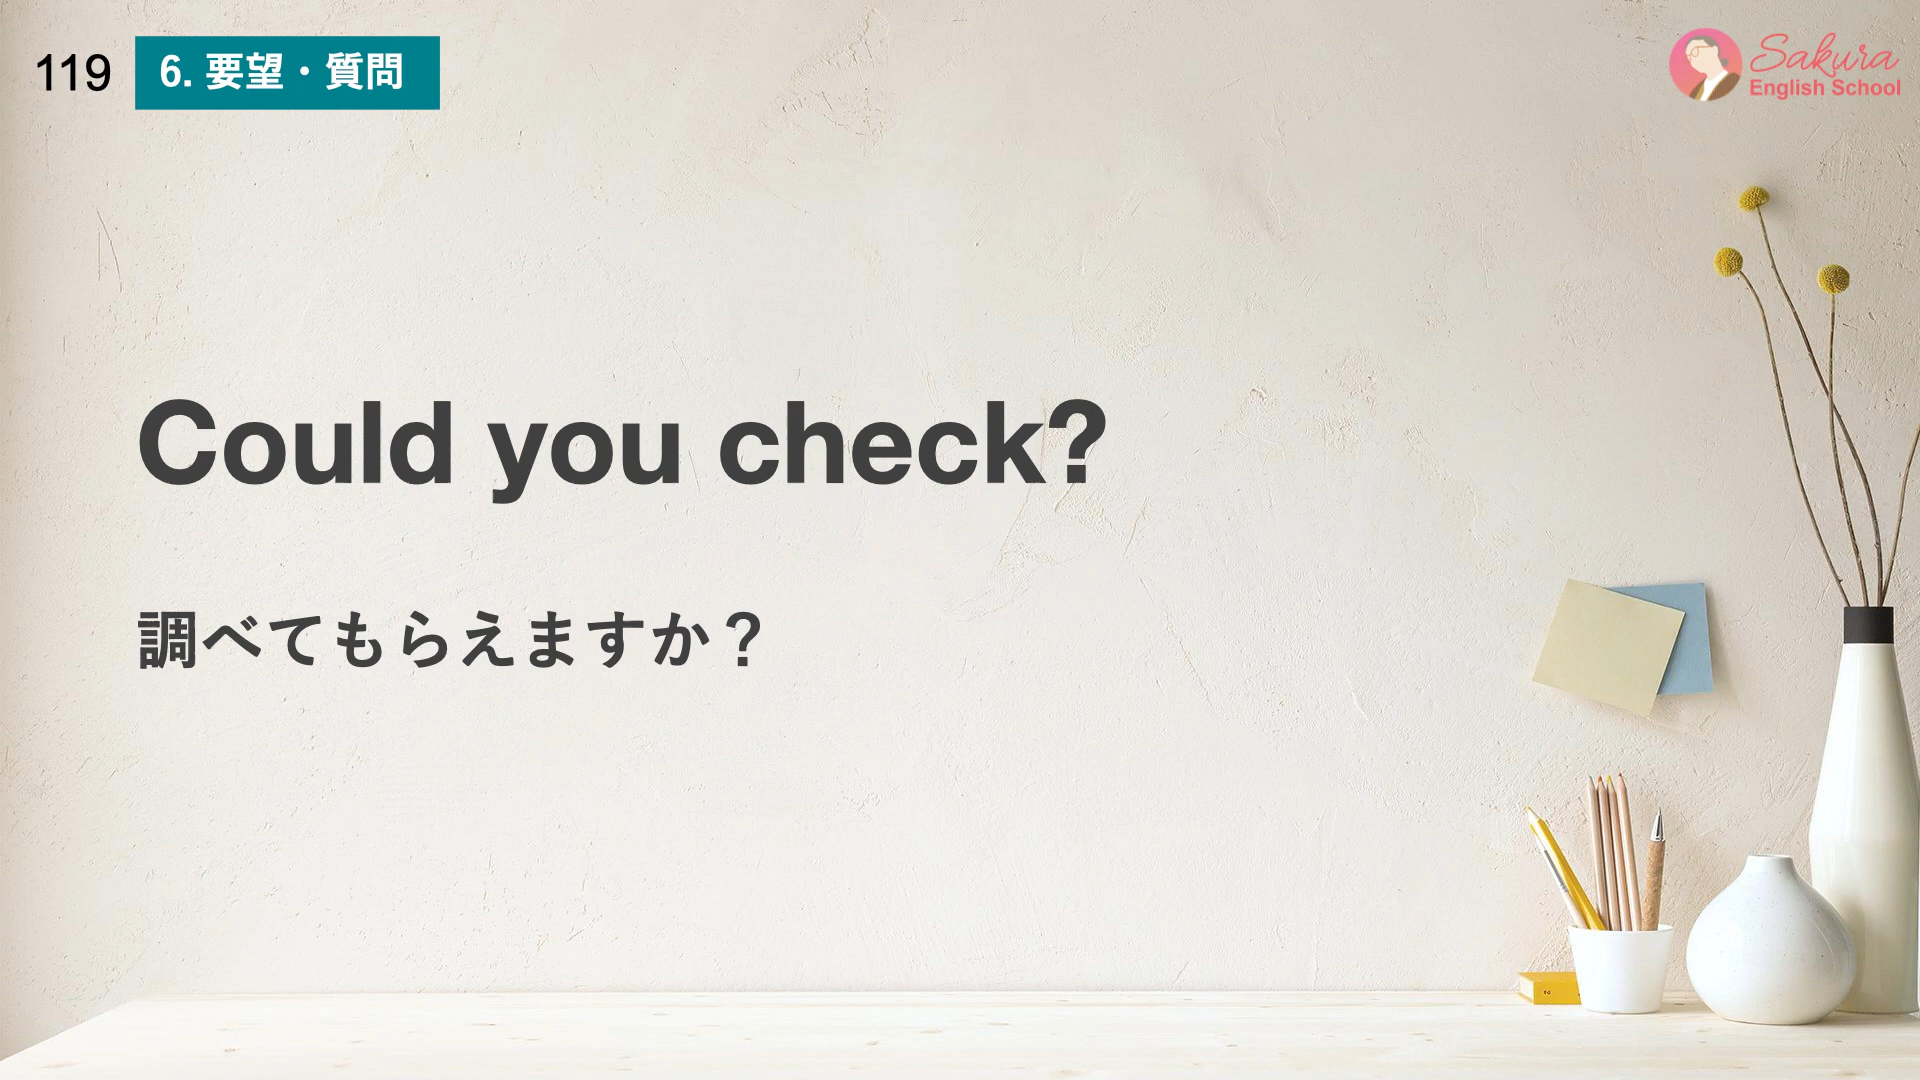 119
6. 要望・質問
Sakura
English School
Could you check?
調べてもらえますか？